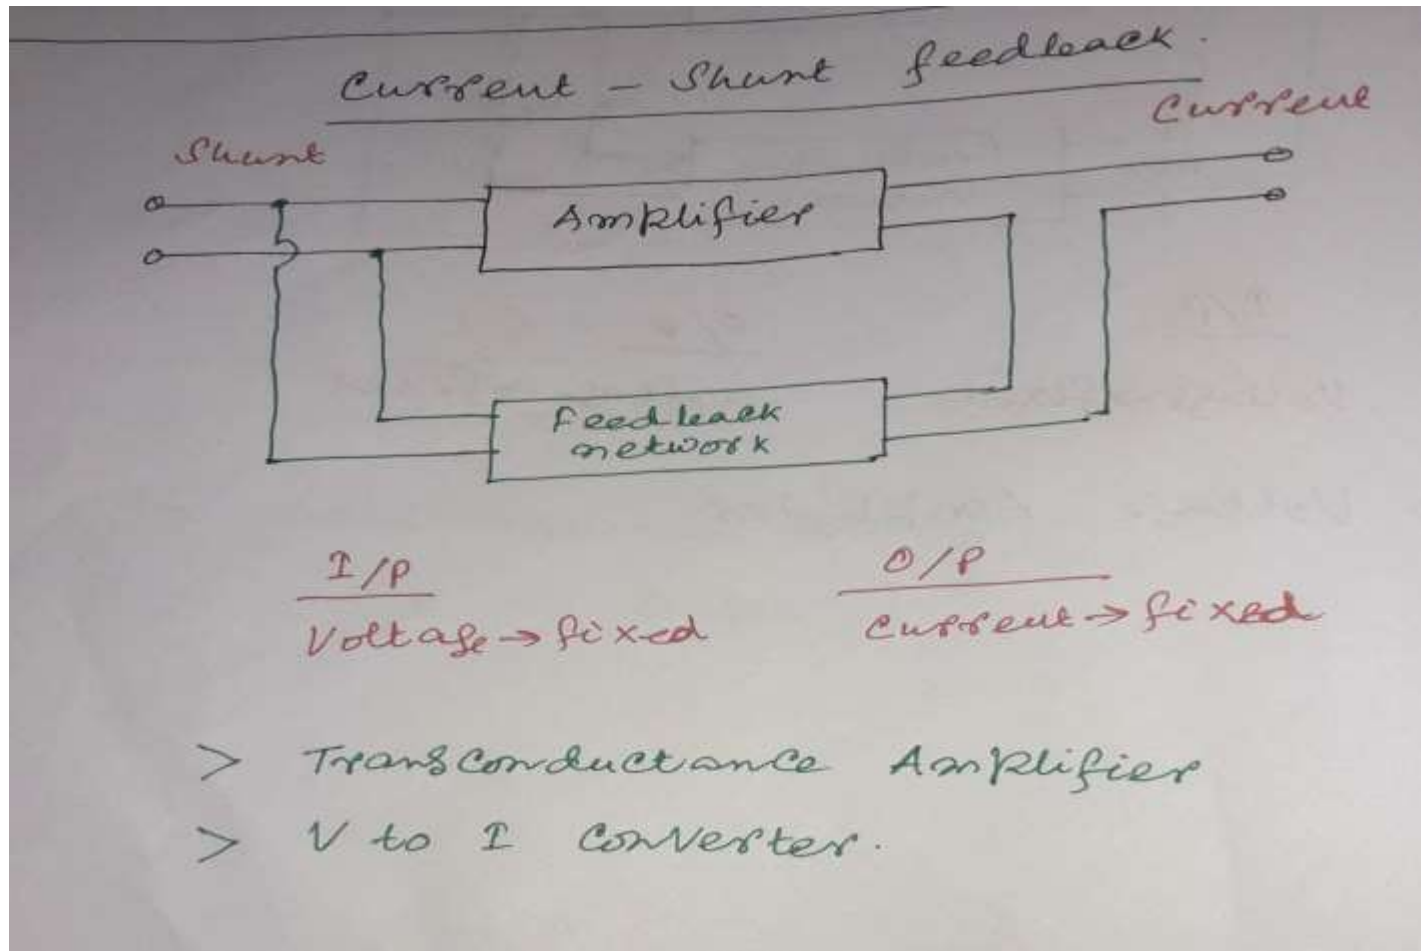 Current - Shunt feedback.
Current
Shunt
Amplifier
Feedback
network
I/P
O/P
Voltage → fixed
Current → fixed
> Transconductance Amplifier
> V to I Converter.